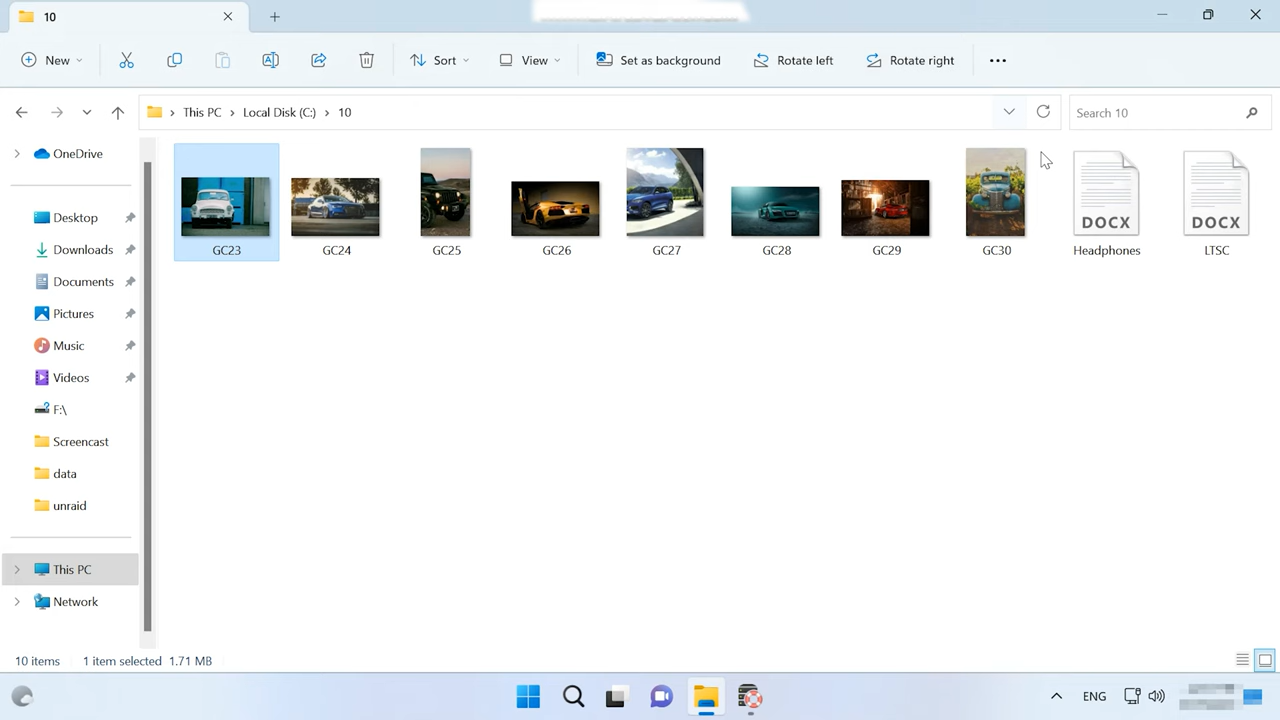 10
New
Sort
View
Set as background
Rotate left
Rotate right
This PC
Local Disk (C:)
10
Search 10
OneDrive
Desktop
Downloads
Documents
Pictures
Music
Videos
F:\
Screencast
data
unraid
This PC
Network
GC23
GC24
GC25
GC26
GC27
GC28
GC29
GC30
DOCX
Headphones
DOCX
LTSC
10 items
1 item selected
1.71 MB
ENG